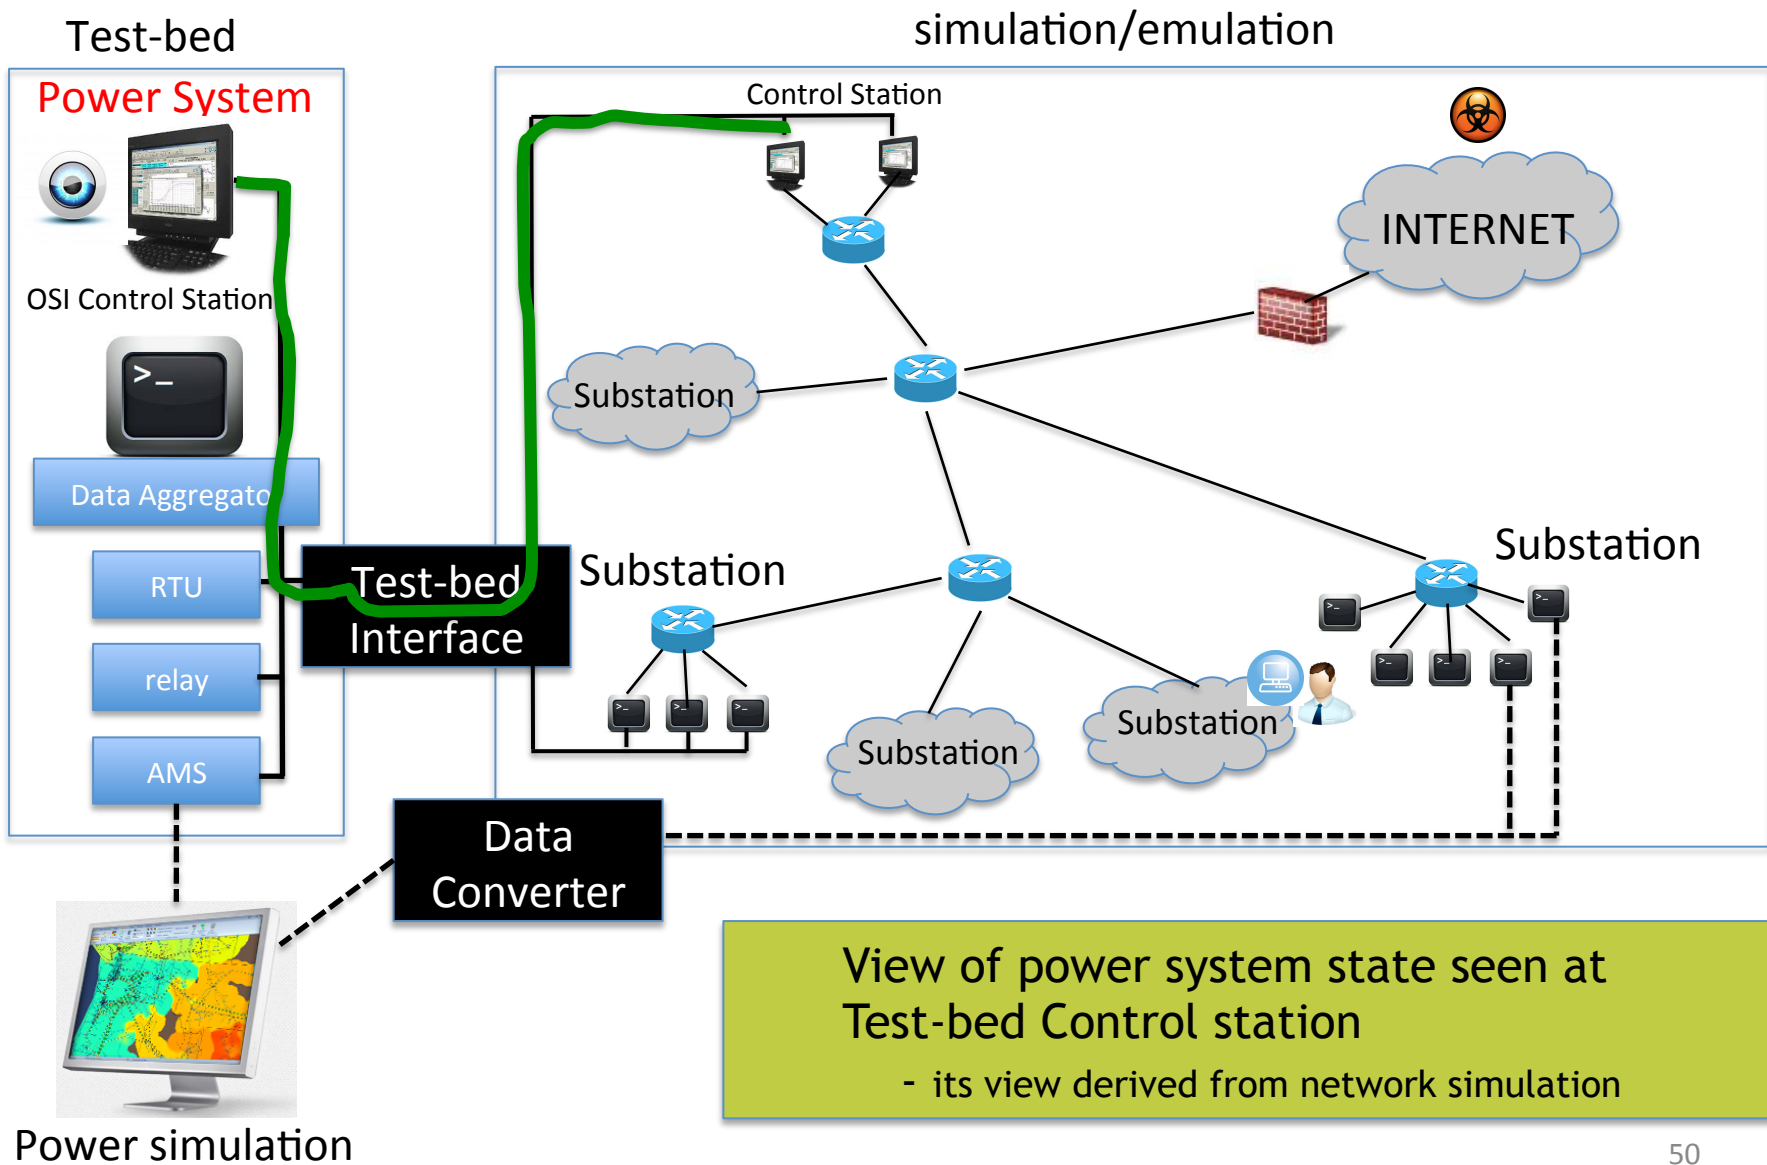 Test-bed
simulation/emulation
Power System
Control Station
INTERNET
OSI Control Station
>_
Substation
Data Aggregato
RTU
Test-bed
Interface
Substation
Substation
relay
>_
>_
>_
>_
>_
>_
>_
>_
>_
Substation
Substation
AMS
Data
Converter
View of power system state seen at
Test-bed Control station
- its view derived from network simulation
Power simulation
50